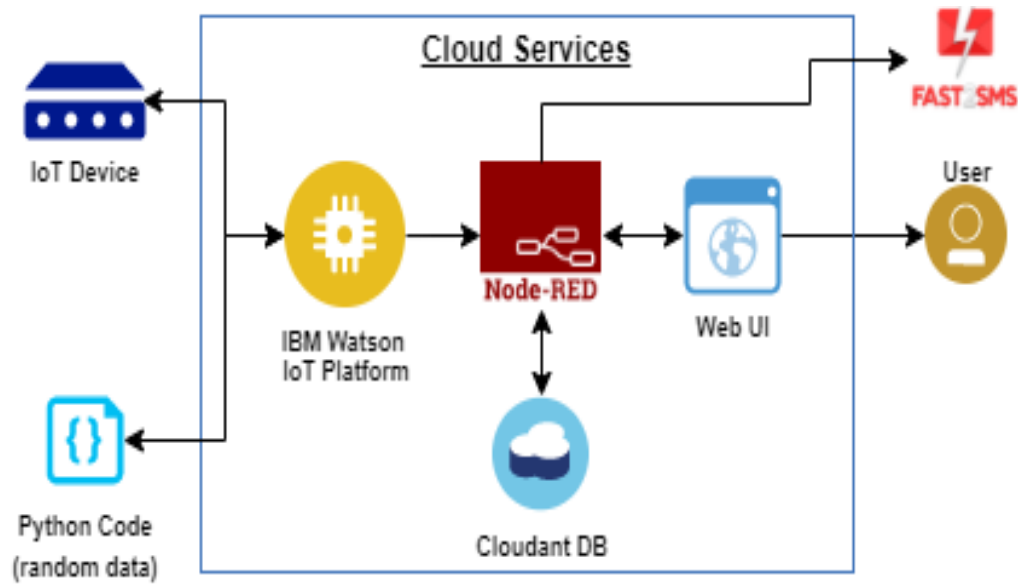 Cloud Services
FAST2SMS
IoT Device
User
Node-RED
Web UI
IBM Watson
IoT Platform
Python Code
(random data)
Cloudant DB